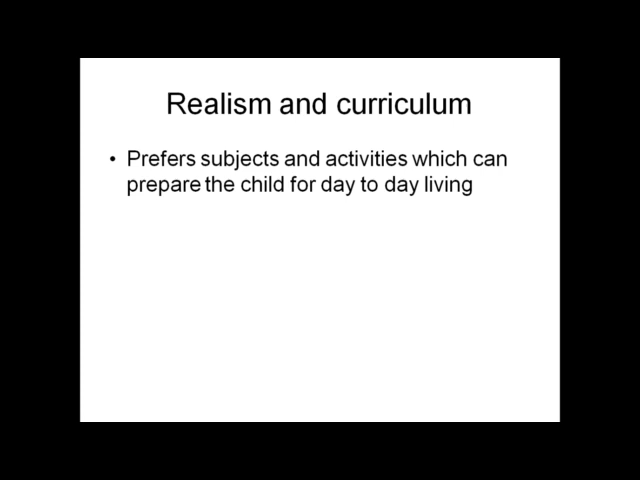 Realism and curriculum
• Prefers subjects and activities which can
prepare the child for day to day living